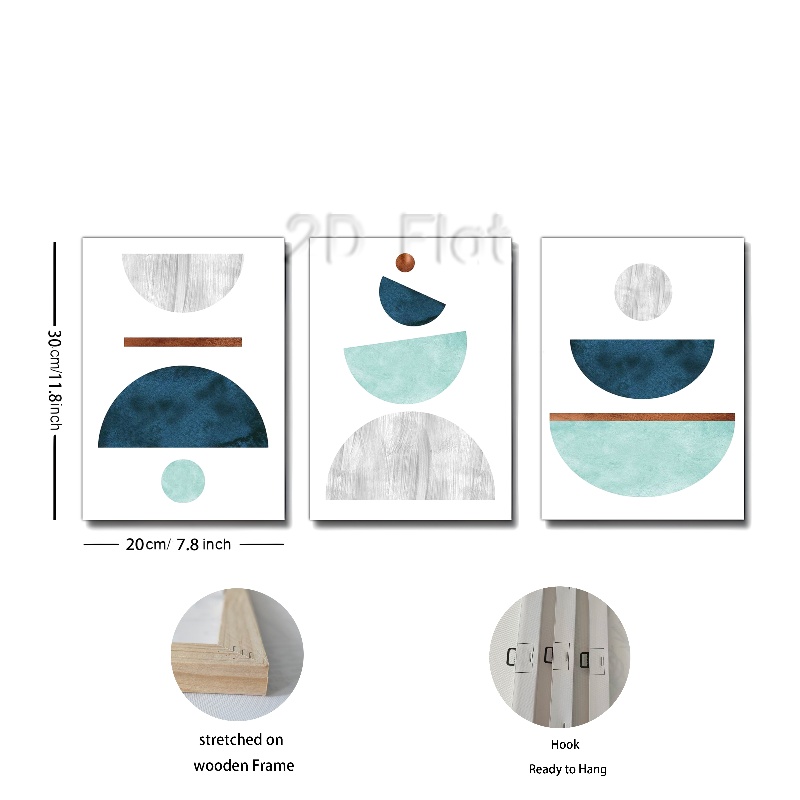 2D Flat
30cm/11.8inch
20cm/ 7.8 inch
stretched on
wooden Frame
Hook
Ready to Hang